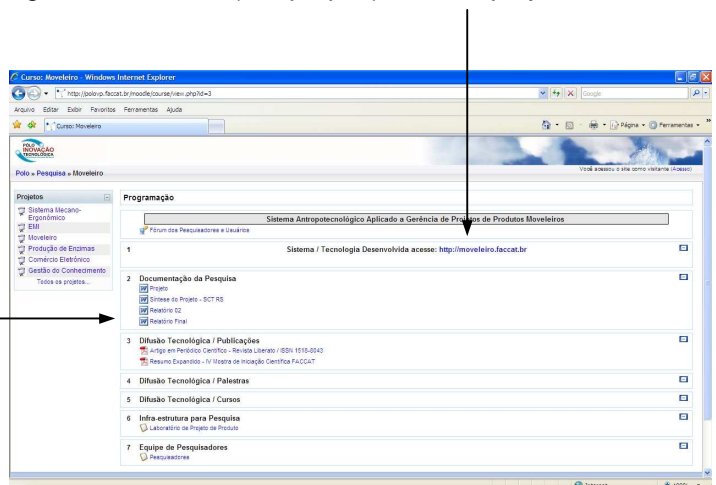 Curso: Moveleiro - Windows Internet Explorer
http://polovp.faccat.br/moodle/course/view.php?id=3
Google
Arquivo Editar Exibir Favoritos Ferramentas Ajuda
Curso: Moveleiro
Página
Ferramentas
PÓLO
INOVAÇÃO
TECNOLÓGICA
Polo » Pesquisa » Moveleiro
Você acessou o site como visitante (Acesso)
Projetos
Sistema Mecano-
Ergonômico
EMI
Moveleiro
Produção de Enzimas
Comércio Eletrônico
Gestão do Conhecimento
Todos os projetos...
Programação
Sistema Antropotecnológico Aplicado a Gerência de Projetos de Produtos Moveleiros
Fórum dos Pesquisadores e Usuários
1 Sistema / Tecnologia Desenvolvida acesse: http://moveleiro.faccat.br
2 Documentação da Pesquisa
Projeto
Síntese do Projeto - SCT RS
Relatório 02
Relatório Final
3 Difusão Tecnológica / Publicações
Artigo em Periódico Científico - Revista Liberato / ISSN 1518-8043
Resumo Expandido - IV Mostra de Iniciação Científica FACCAT
4 Difusão Tecnológica / Palestras
5 Difusão Tecnológica / Cursos
6 Infra-estrutura para Pesquisa
Laboratório de Projeto de Produto
7 Equipe de Pesquisadores
Pesquisadores